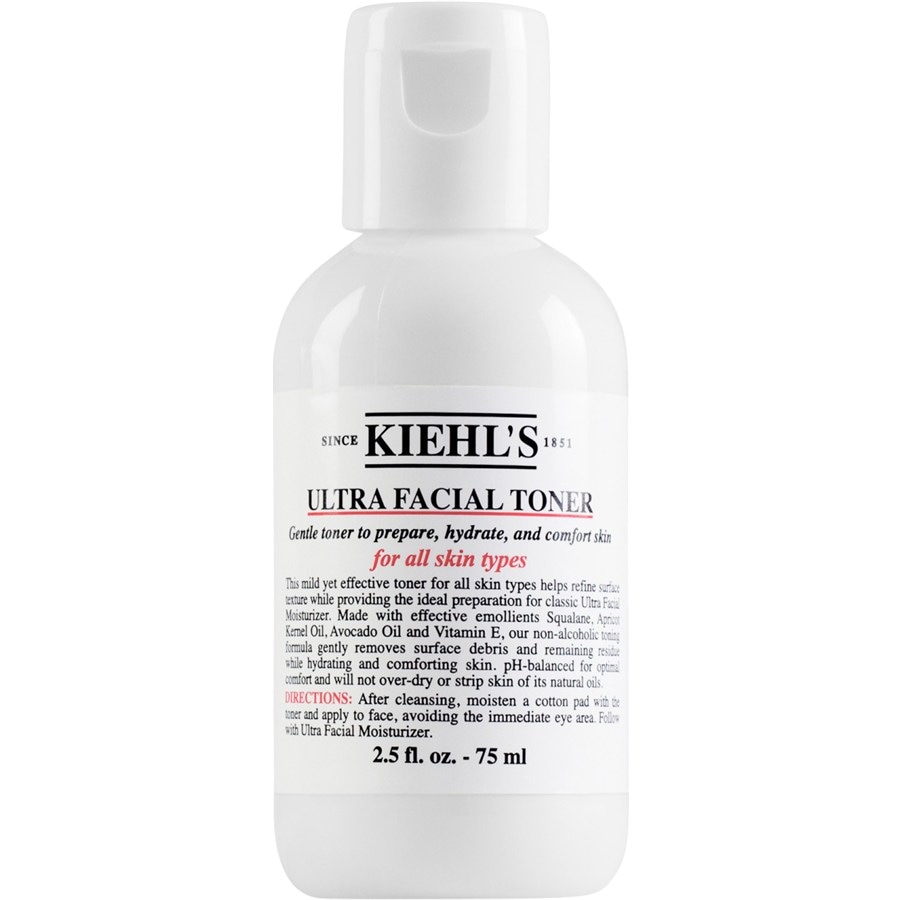 SINCE KIEHL'S 1851
ULTRA FACIAL TONER
Gentle toner to prepare, hydrate, and comfort skin
for all skin types
This mild yet effective toner for all skin types helps refine surface
texture while providing the ideal preparation for classic Ultra Facial
Moisturizer. Made with effective emollients Squalane, Apricot
Kernel Oil, Avocado Oil and Vitamin E, our non-alcoholic toning
formula gently removes surface debris and remaining residue
while hydrating and comforting skin. pH-balanced for optimal
comfort and will not over-dry or strip skin of its natural oils.
DIRECTIONS: After cleansing, moisten a cotton pad with the
toner and apply to face, avoiding the immediate eye area. Follow
with Ultra Facial Moisturizer.
2.5 fl. oz. - 75 ml